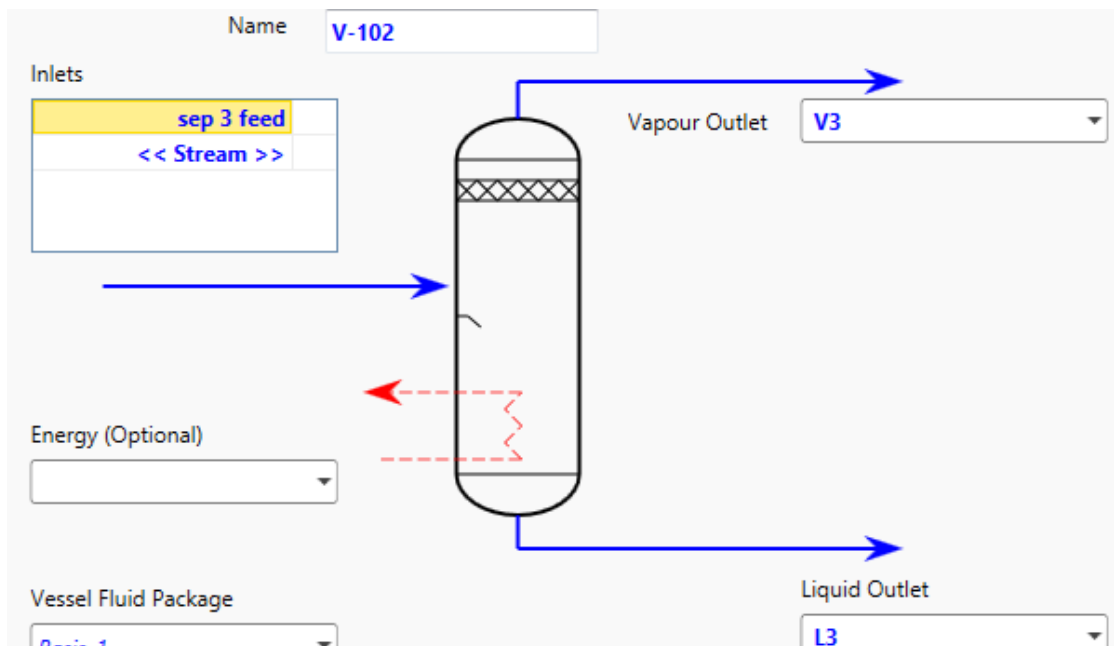 Name V-102
Inlets
sep 3 feed
<< Stream >>
Vapour Outlet V3
Energy (Optional)
Vessel Fluid Package
Liquid Outlet
L3